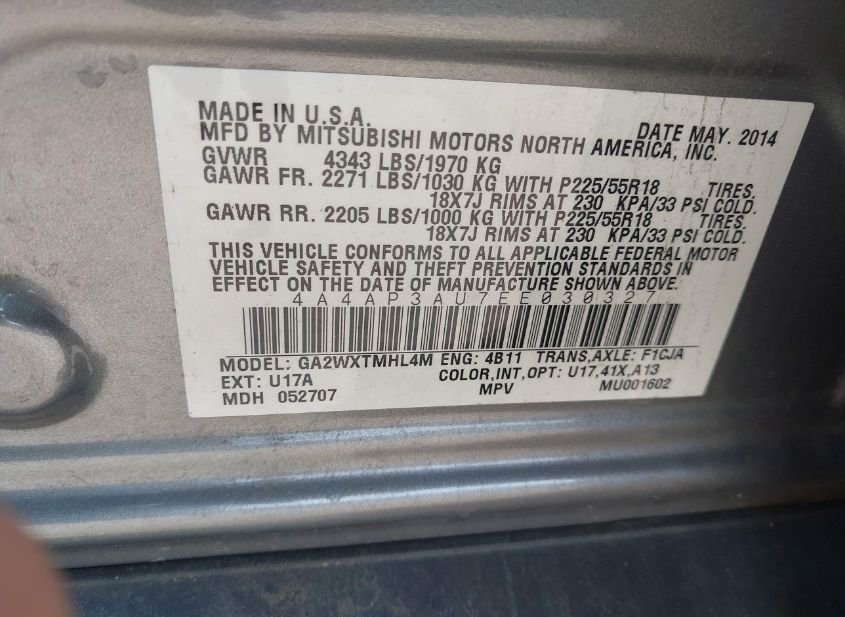 MADE IN U.S.A. DATE MAY. 2014
MFD BY MITSUBISHI MOTORS NORTH AMERICA, INC.
GVWR 4343 LBS/1970 KG
GAWR FR. 2271 LBS/1030 KG WITH P225/55R18 TIRES.
18X7J RIMS AT 230 KPA/33 PSI COLD.
GAWR RR. 2205 LBS/1000 KG WITH P225/55R18 TIRES.
18X7J RIMS AT 230 KPA/33 PSI COLD.
THIS VEHICLE CONFORMS TO ALL APPLICABLE FEDERAL MOTOR
VEHICLE SAFETY AND THEFT PREVENTION STANDARDS IN
EFFECT ON THE DATE OF MANUFACTURE SHOWN ABOVE.
4A4AP3AU7EE030327
MODEL: GA2WXTMHL4M ENG: 4B11 TRANS,AXLE: F1CJA
EXT: U17A COLOR,INT,OPT: U17,41X,A13
MDH 052707 MPV MU001602